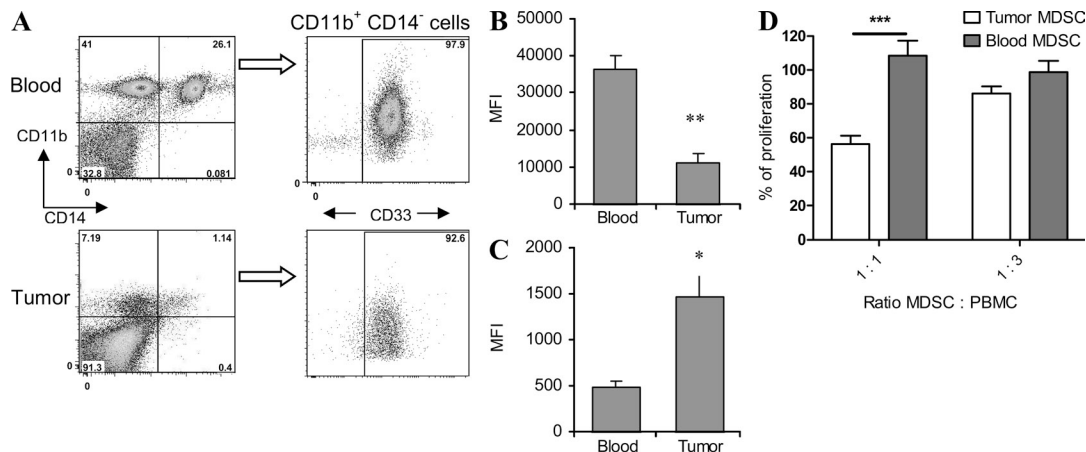 A
CD11b+ CD14- cells
Blood
41
26.1
32.8
0.081
97.9
CD11b
0
0
CD14
CD33
Tumor
7.19
1.14
91.3
0.4
92.6
0
0
0
0
B
MFI
50000
40000
30000
20000
10000
0
**
Blood
Tumor
C
MFI
2000
1500
1000
500
0
*
Blood
Tumor
D
% of proliferation
120
100
80
60
40
20
0
***
Tumor MDSC
Blood MDSC
1 : 1
1 : 3
Ratio MDSC : PBMC